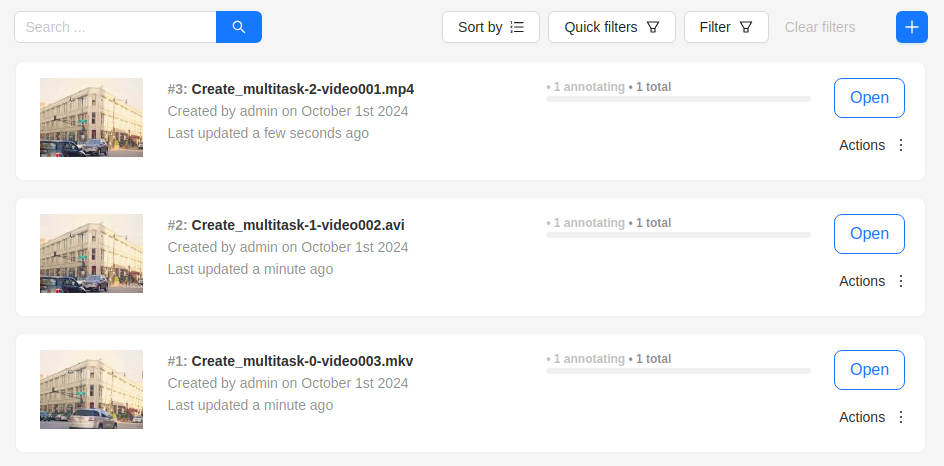 Search ...
Sort by
Quick filters
Filter
Clear filters
#3: Create_multitask-2-video001.mp4
Created by admin on October 1st 2024
Last updated a few seconds ago
• 1 annotating • 1 total
Open
Actions
#2: Create_multitask-1-video002.avi
Created by admin on October 1st 2024
Last updated a minute ago
• 1 annotating • 1 total
Open
Actions
#1: Create_multitask-0-video003.mkv
Created by admin on October 1st 2024
Last updated a minute ago
• 1 annotating • 1 total
Open
Actions